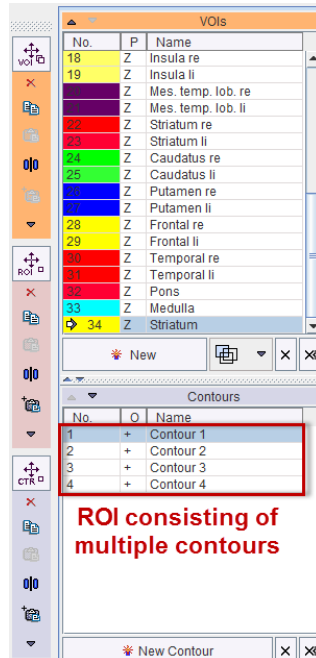 VOIs
No. P Name
18 Z Insula re
19 Z Insula li
20 Z Mes. temp. lob. re
21 Z Mes. temp. lob. li
22 Z Striatum re
23 Z Striatum li
24 Z Caudatus re
25 Z Caudatus li
26 Z Putamen re
27 Z Putamen li
28 Z Frontal re
29 Z Frontal li
30 Z Temporal re
31 Z Temporal li
32 Z Pons
33 Z Medulla
34 Z Striatum
New
Contours
No. O Name
1 + Contour 1
2 + Contour 2
3 + Contour 3
4 + Contour 4
ROI consisting of
multiple contours
New Contour
VOI
ROI
CTR